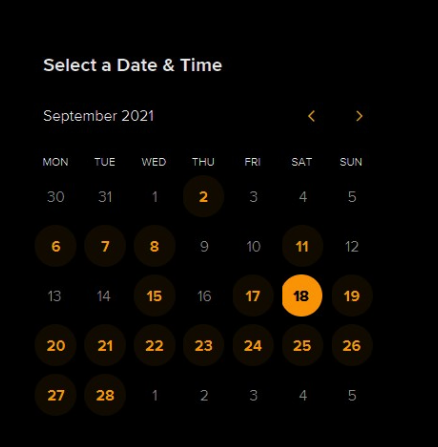 Select a Date & Time
September 2021 < >
MON TUE WED THU FRI SAT SUN
30 31 1 2 3 4 5
6 7 8 9 10 11 12
13 14 15 16 17 18 19
20 21 22 23 24 25 26
27 28 1 2 3 4 5